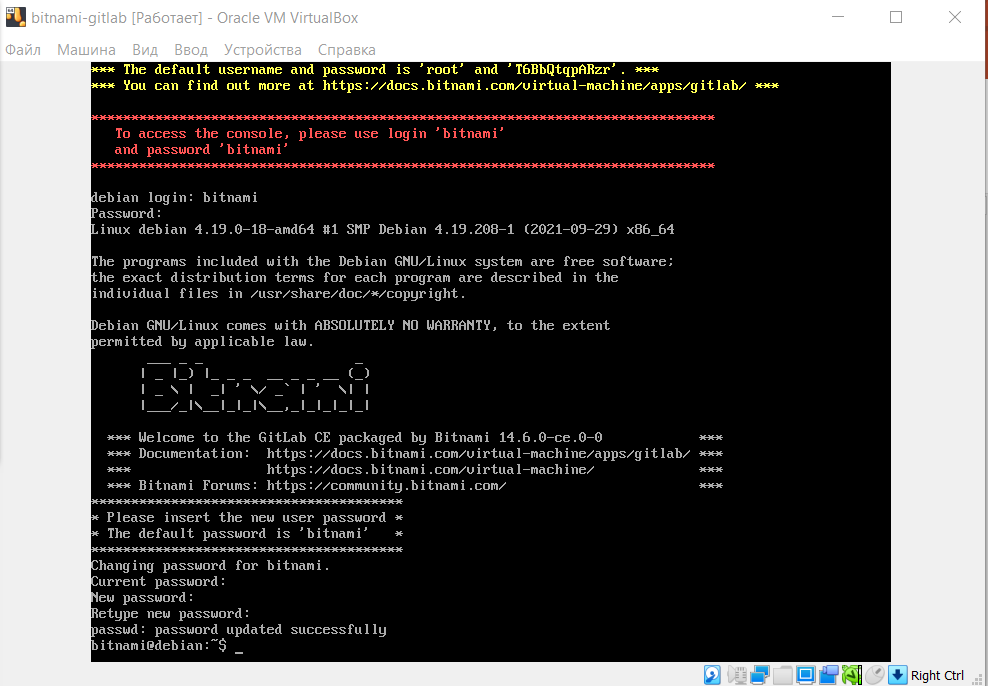 bitnami-gitlab [Работает] - Oracle VM VirtualBox
Файл Машина Вид Ввод Устройства Справка
*** The default username and password is 'root' and 'T6BbQtqpARzr'. ***
*** You can find out more at https://docs.bitnami.com/virtual-machine/apps/gitlab/ ***
******************************************************************************
To access the console, please use login 'bitnami'
and password 'bitnami'
******************************************************************************
debian login: bitnami
Password:
Linux debian 4.19.0-18-amd64 #1 SMP Debian 4.19.208-1 (2021-09-29) x86_64
The programs included with the Debian GNU/Linux system are free software;
the exact distribution terms for each program are described in the
individual files in /usr/share/doc/*/copyright.
Debian GNU/Linux comes with ABSOLUTELY NO WARRANTY, to the extent
permitted by applicable law.
Bitnami
*** Welcome to the GitLab CE packaged by Bitnami 14.6.0-ce.0-0 ***
*** Documentation: https://docs.bitnami.com/virtual-machine/apps/gitlab/ ***
*** https://docs.bitnami.com/virtual-machine/ ***
*** Bitnami Forums: https://community.bitnami.com/ ***
***************************************
* Please insert the new user password *
* The default password is 'bitnami' *
***************************************
Changing password for bitnami.
Current password:
New password:
Retype new password:
passwd: password updated successfully
bitnami@debian:~$ _
Right Ctrl